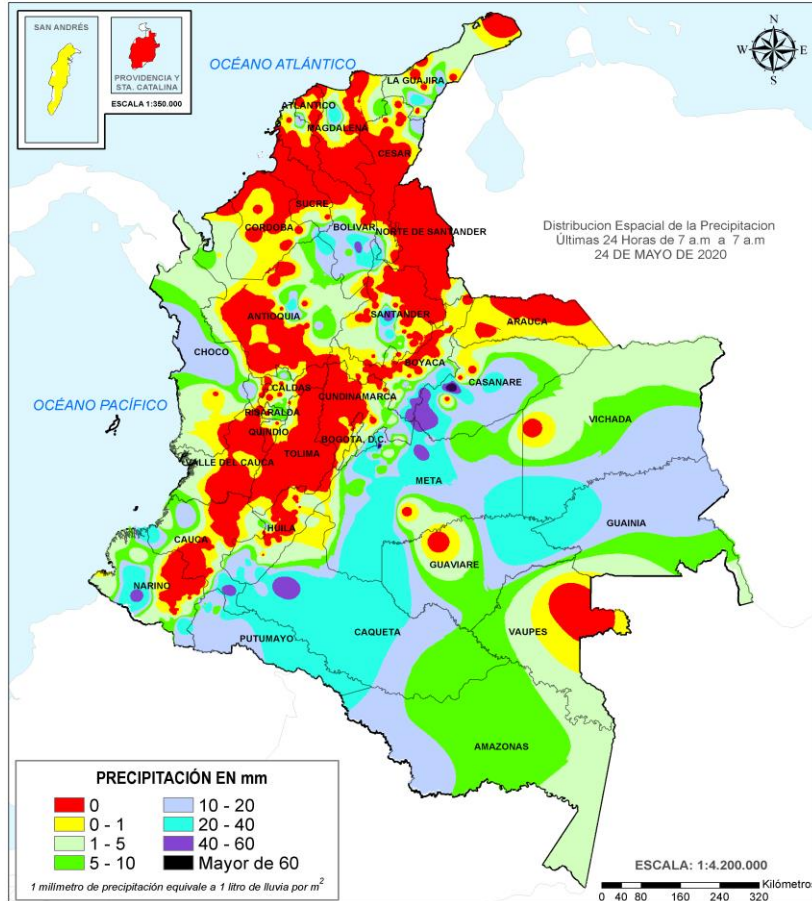 SAN ANDRÉS
PROVIDENCIA Y
STA. CATALINA
ESCALA 1:350.000
OCÉANO ATLÁNTICO
N
W E
S
LA GUAJIRA
ATLÁNTICO
MAGDALENA
CESAR
SUCRE
CORDOBA
BOLIVAR
NORTE DE SANTANDER
Distribucion Espacial de la Precipitacion
Últimas 24 Horas de 7 a.m a 7 a.m
24 DE MAYO DE 2020
ANTIOQUIA
SANTANDER
ARAUCA
CHOCO
BOYACA
CASANARE
CALDAS
CUNDINAMARCA
OCÉANO PACÍFICO
RISARALDA
VICHADA
QUINDIO
BOGOTA, D.C.
TOLIMA
VALLE DEL CAUCA
META
GUAINIA
HUILA
CAUCA
GUAVIARE
NARIÑO
VAUPES
CAQUETA
PUTUMAYO
AMAZONAS
PRECIPITACIÓN EN mm
0 10 - 20
0 - 1 20 - 40
1 - 5 40 - 60
5 - 10 Mayor de 60
1 milímetro de precipitación equivale a 1 litro de lluvia por m²
ESCALA: 1:4.200.000
Kilómetros
0 40 80 160 240 320